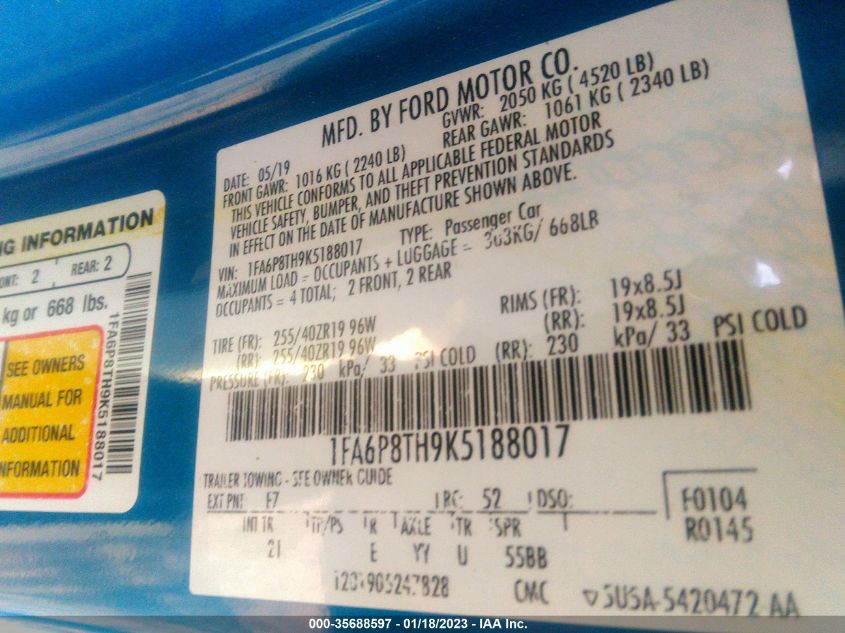 NG INFORMATION
ONT: 2 REAR: 2
kg or 668 lbs.
SEE OWNERS
MANUAL FOR
ADDITIONAL
INFORMATION
1FA6P8TH9K5188017
MFD. BY FORD MOTOR CO.
DATE: 05/19 GVWR: 2050 KG ( 4520 LB)
FRONT GAWR: 1016 KG ( 2240 LB) REAR GAWR: 1061 KG ( 2340 LB)
THIS VEHICLE CONFORMS TO ALL APPLICABLE FEDERAL MOTOR
VEHICLE SAFETY, BUMPER, AND THEFT PREVENTION STANDARDS
IN EFFECT ON THE DATE OF MANUFACTURE SHOWN ABOVE.
VIN: 1FA6P8TH9K5188017 TYPE: Passenger Car
MAXIMUM LOAD = OCCUPANTS + LUGGAGE = 303KG/ 668LB
OCCUPANTS = 4 TOTAL; 2 FRONT, 2 REAR
TIRE (FR): 255/40ZR19 96W RIMS (FR): 19x8.5J
(RR): 255/40ZR19 96W (RR): 19x8.5J
PRESSURE (FR): 230 kPa/ 33 PSI COLD (RR): 230 kPa/ 33 PSI COLD
1FA6P8TH9K5188017
TRAILER TOWING - SEE OWNER GUIDE
EXT PNT: F7 RC: 52 DSO: F0104
INT TR TP/PS R AXLE TR SPR R0145
21 E YY U 55BB
CMC 5U5A-5420472 AA
000-35688597 - 01/18/2023 - IAA Inc.